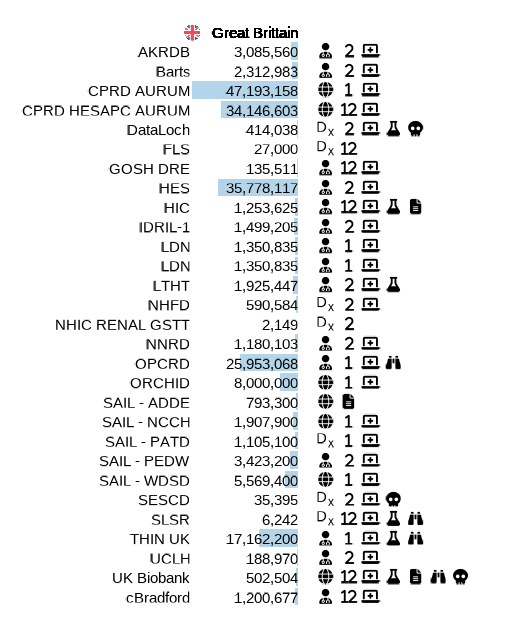 Great Brittain
AKRDB 3,085,560 2
Barts 2,312,983 2
CPRD AURUM 47,193,158 1
CPRD HESAPC AURUM 34,146,603 12
DataLoch 414,038 Dx 2
FLS 27,000 Dx 12
GOSH DRE 135,511 12
HES 35,778,117 2
HIC 1,253,625 12
IDRIL-1 1,499,205 2
LDN 1,350,835 1
LDN 1,350,835 1
LTHT 1,925,447 2
NHFD 590,584 Dx 2
NHIC RENAL GSTT 2,149 Dx 2
NNRD 1,180,103 2
OPCRD 25,953,068 1
ORCHID 8,000,000 1
SAIL - ADDE 793,300
SAIL - NCCH 1,907,900 1
SAIL - PATD 1,105,100 Dx 1
SAIL - PEDW 3,423,200 2
SAIL - WDSD 5,569,400 1
SESCD 35,395 Dx 2
SLSR 6,242 Dx 12
THIN UK 17,162,200 1
UCLH 188,970 2
UK Biobank 502,504 12
cBradford 1,200,677 12